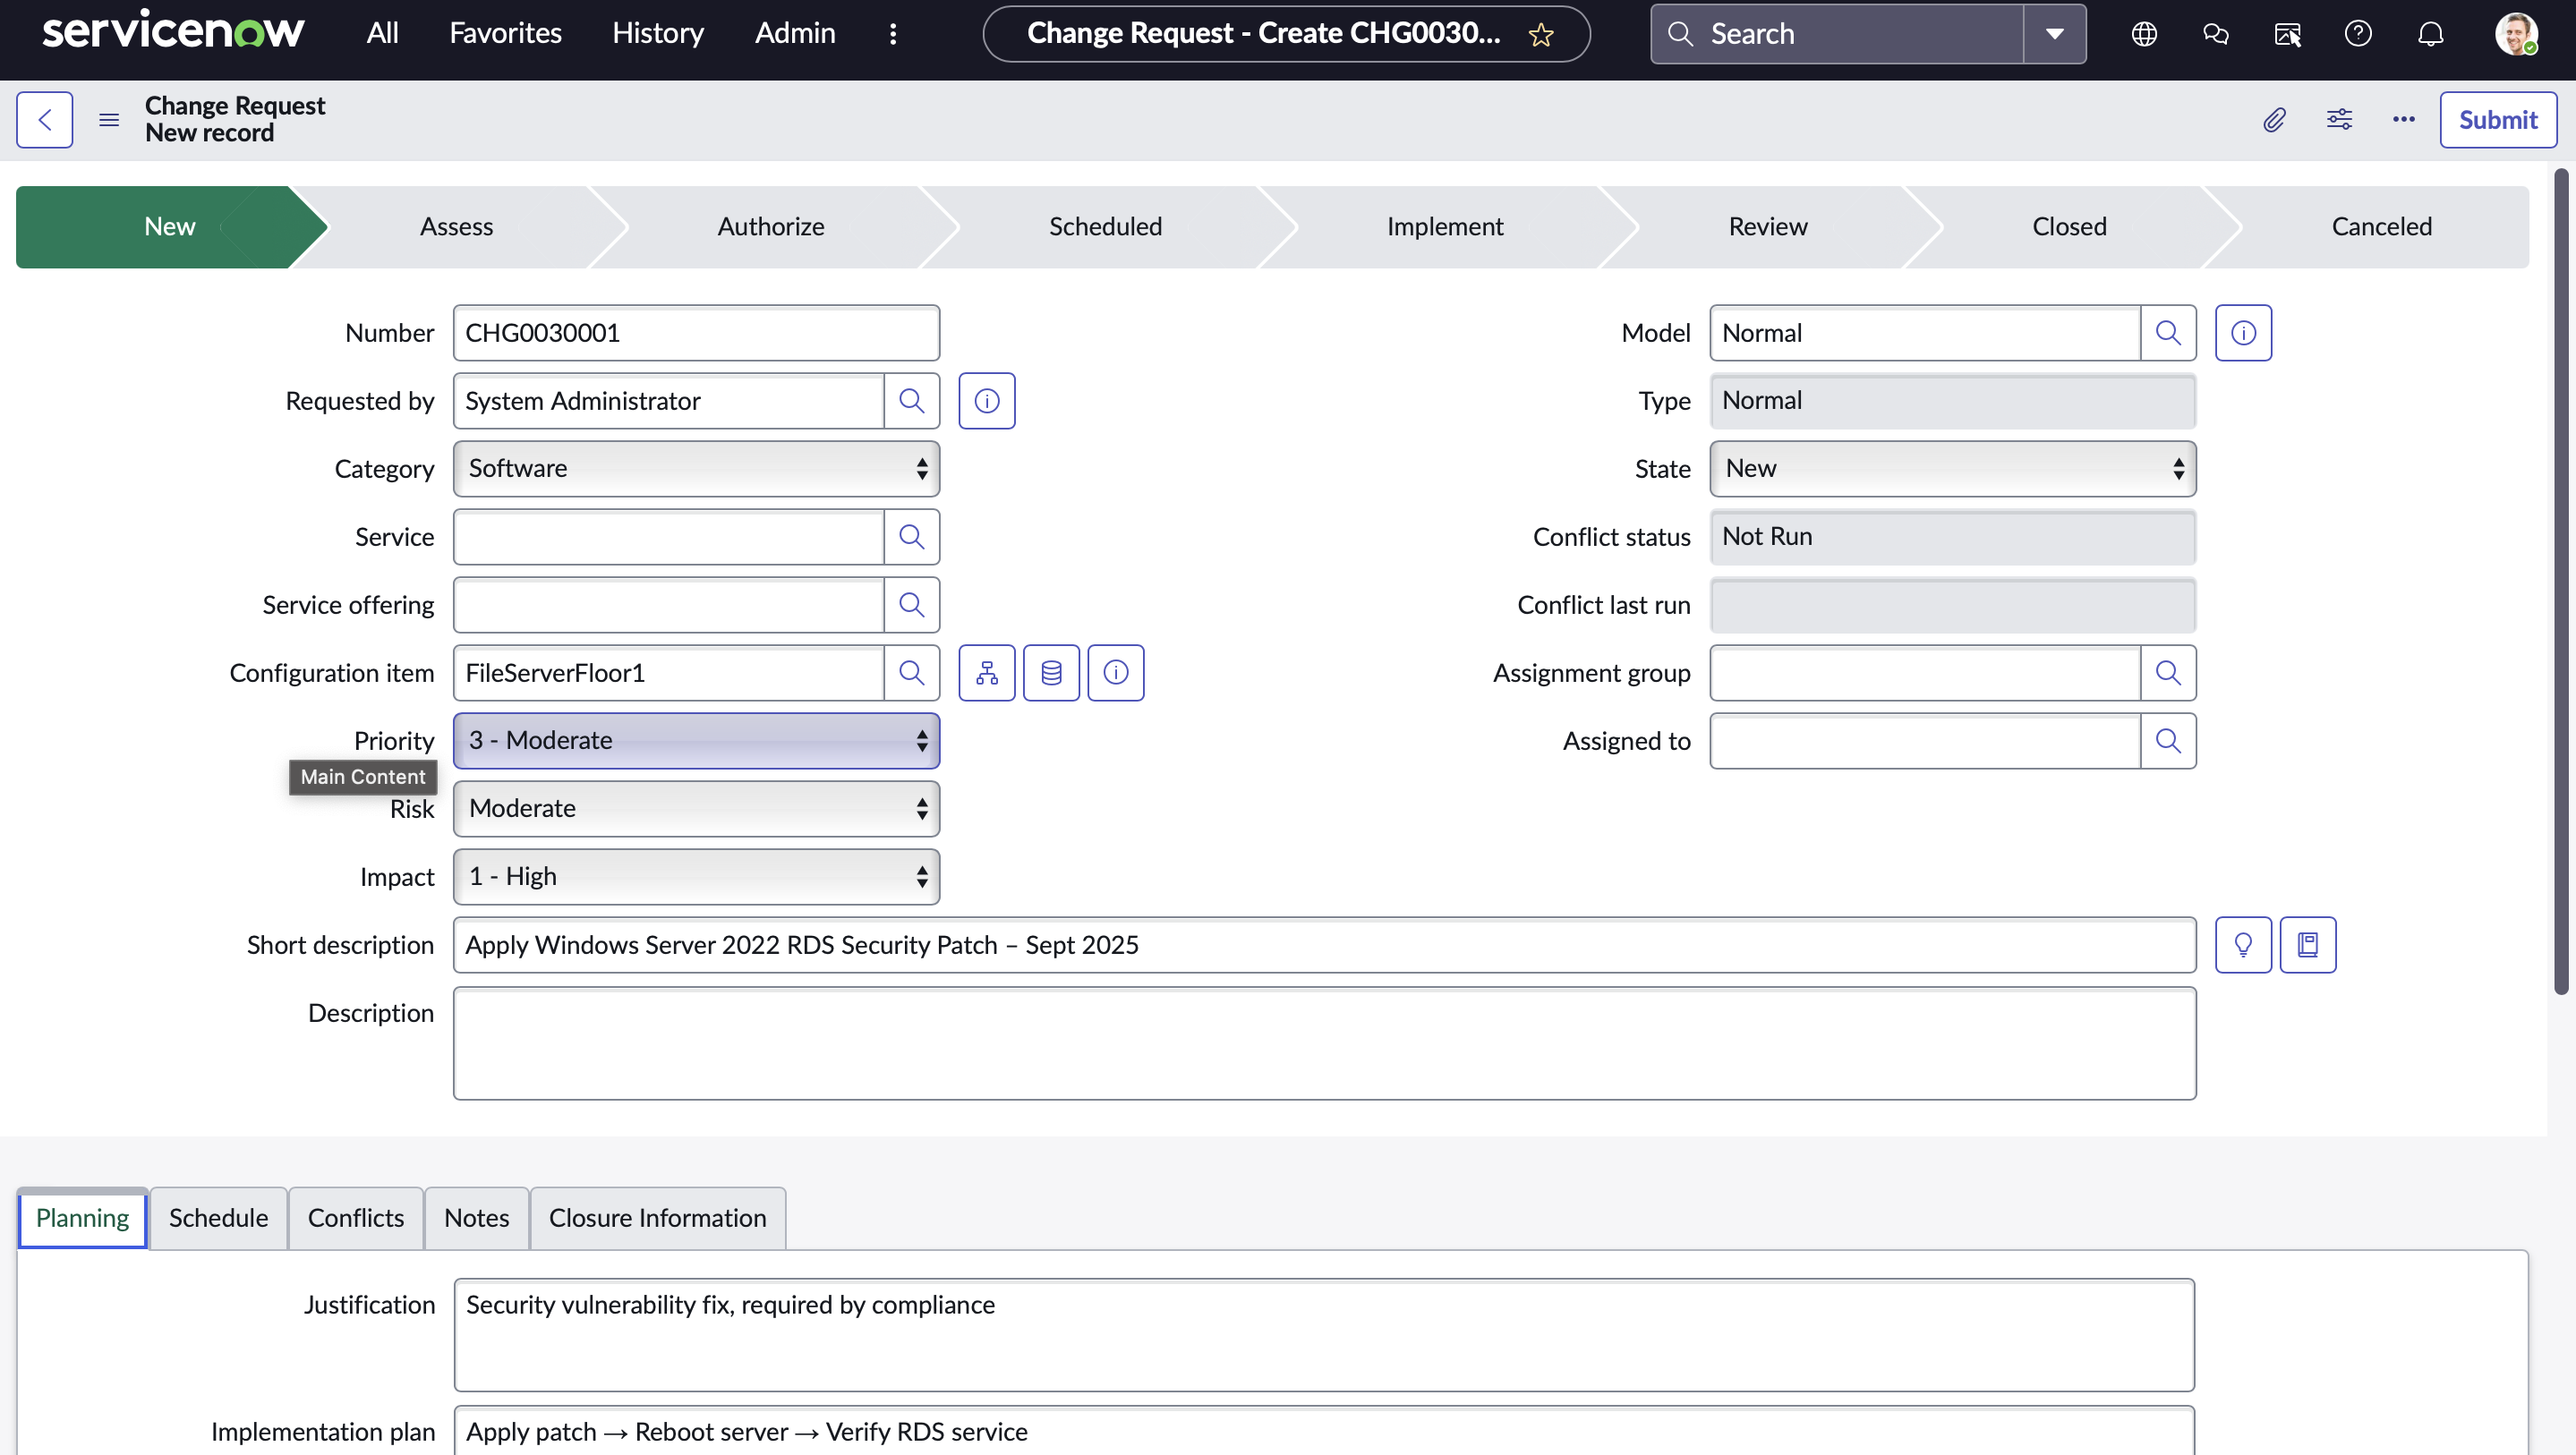 servicenow All Favorites History Admin Change Request - Create CHG0030... Search
Change Request
New record
Submit
New Assess Authorize Scheduled Implement Review Closed Canceled
Number CHG0030001 Model Normal
Requested by System Administrator Type Normal
Category Software State New
Service Conflict status Not Run
Service offering Conflict last run
Configuration item FileServerFloor1 Assignment group
Priority 3 - Moderate Assigned to
Main Content
Risk Moderate
Impact 1 - High
Short description Apply Windows Server 2022 RDS Security Patch – Sept 2025
Description
Planning Schedule Conflicts Notes Closure Information
Justification Security vulnerability fix, required by compliance
Implementation plan Apply patch → Reboot server → Verify RDS service